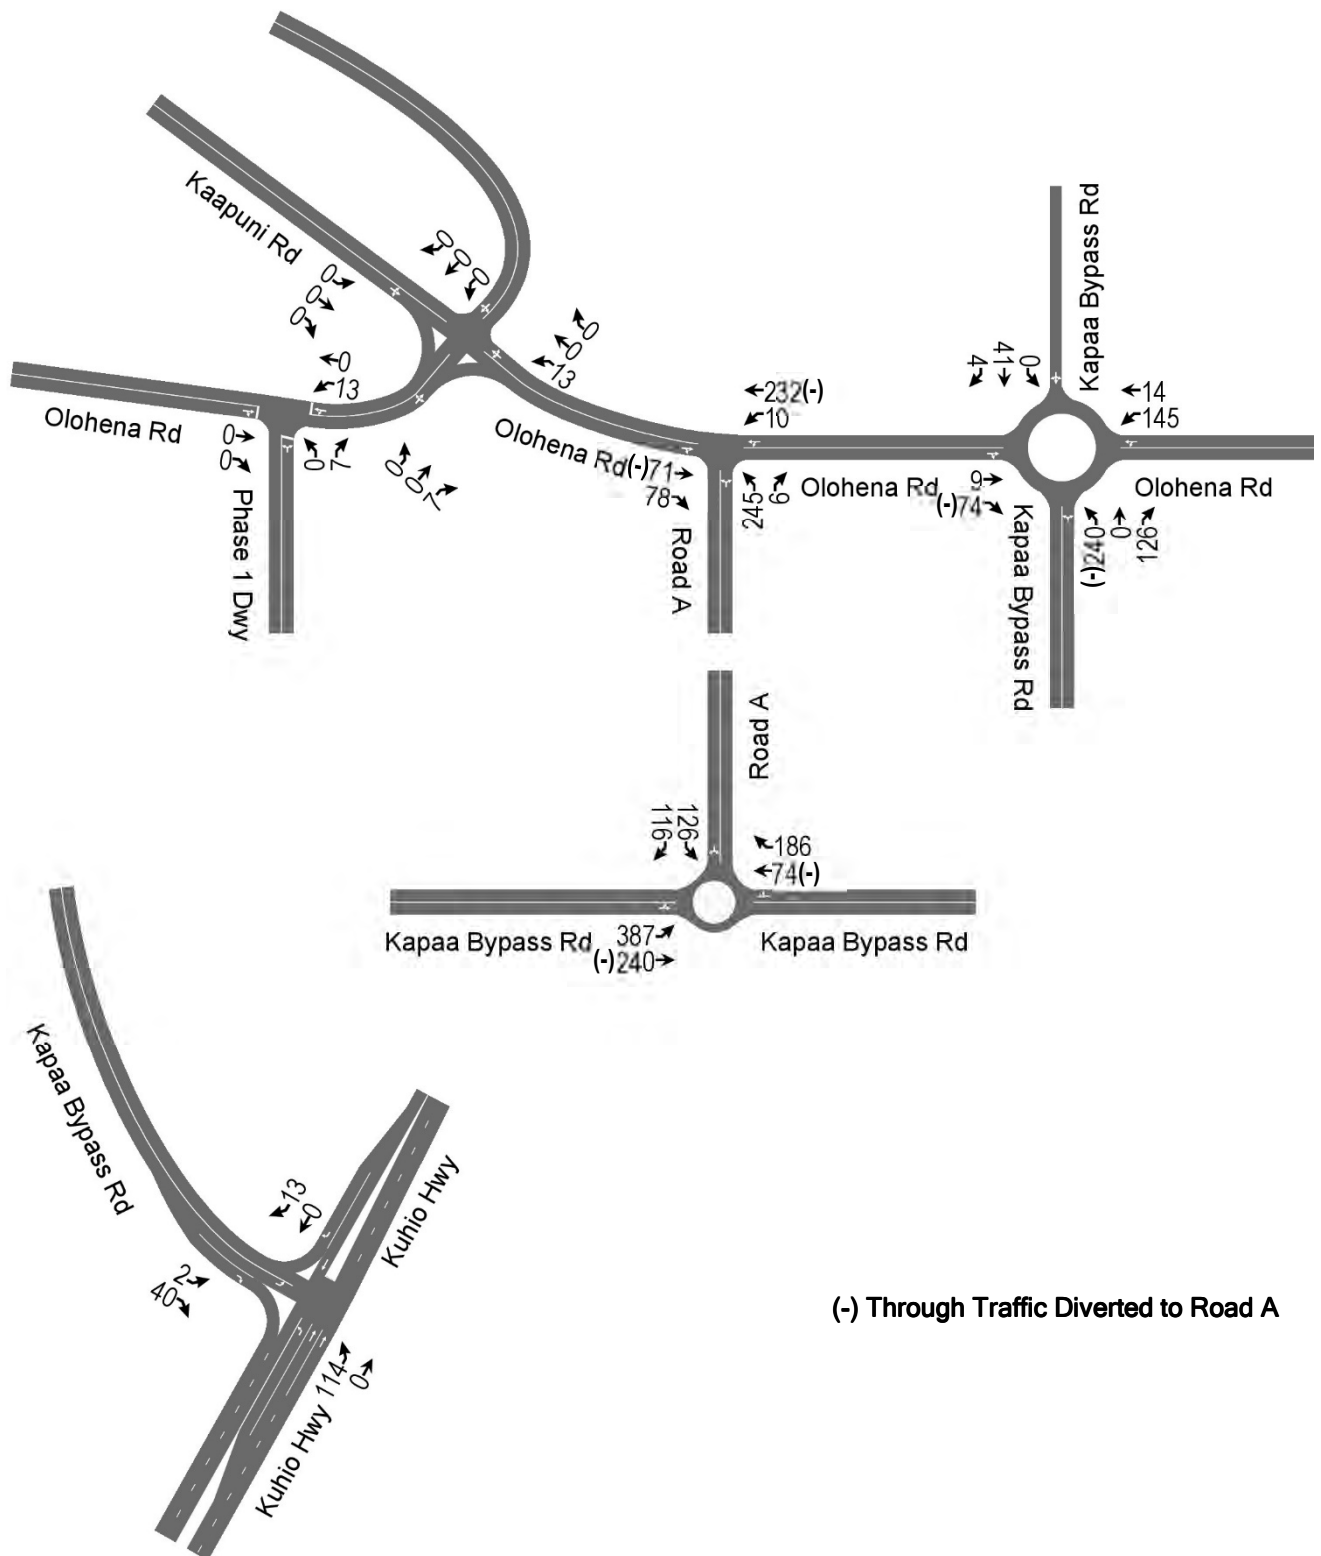 Kaapuni Rd
0
0
0
0
0
0
0
13
0
0
13
Olohena Rd
0
0
0
7
0
0
7
Phase 1 Dwy
Olohena Rd
(-)71
78
232(-)
10
245
6
Road A
Olohena Rd
Kapaa Bypass Rd
4
41
0
14
145
9
(-)74
Olohena Rd
(-)240
0
126
Kapaa Bypass Rd
Road A
116
126
186
74(-)
Kapaa Bypass Rd
387
(-)240
Kapaa Bypass Rd
Kapaa Bypass Rd
13
0
Kuhio Hwy
2
40
114
0
Kuhio Hwy
(-) Through Traffic Diverted to Road A